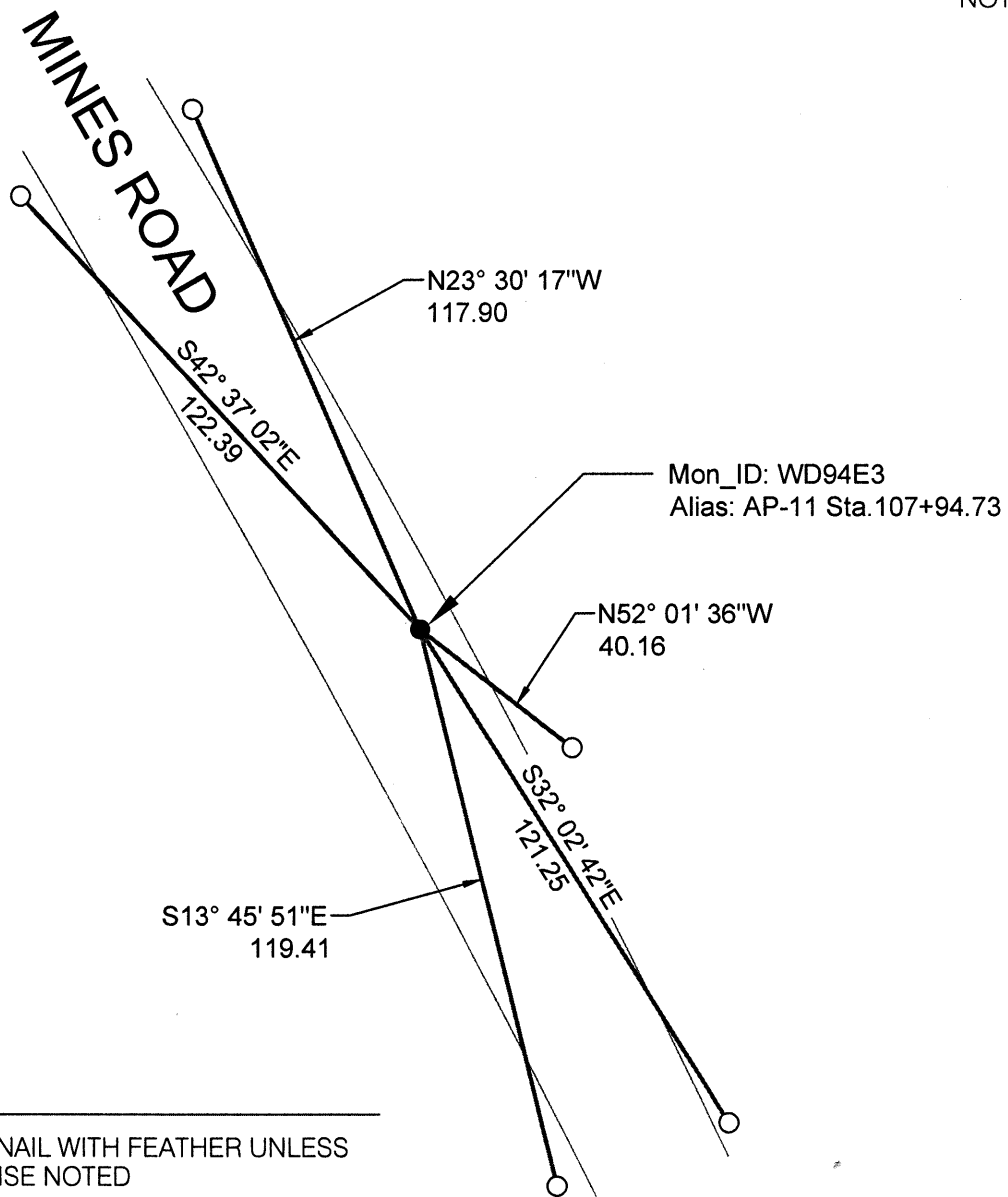 NOT
MINES ROAD
N23° 30' 17"W
117.90
S42° 37' 02"E
122.39
Mon_ID: WD94E3
Alias: AP-11 Sta.107+94.73
N52° 01' 36"W
40.16
S32° 02' 42"E
121.25
S13° 45' 51"E
119.41
NAIL WITH FEATHER UNLESS
ISE NOTED